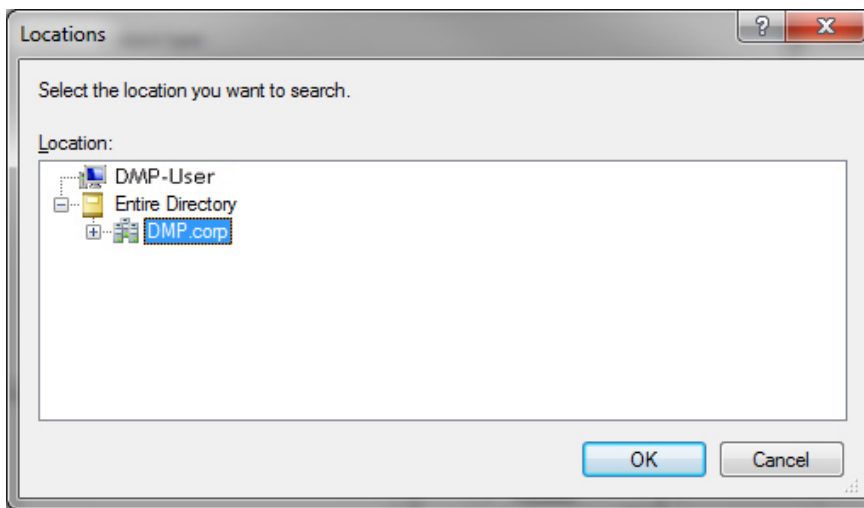 Locations
Select the location you want to search.
Location:
DMP-User
Entire Directory
DMP.corp
OK
Cancel